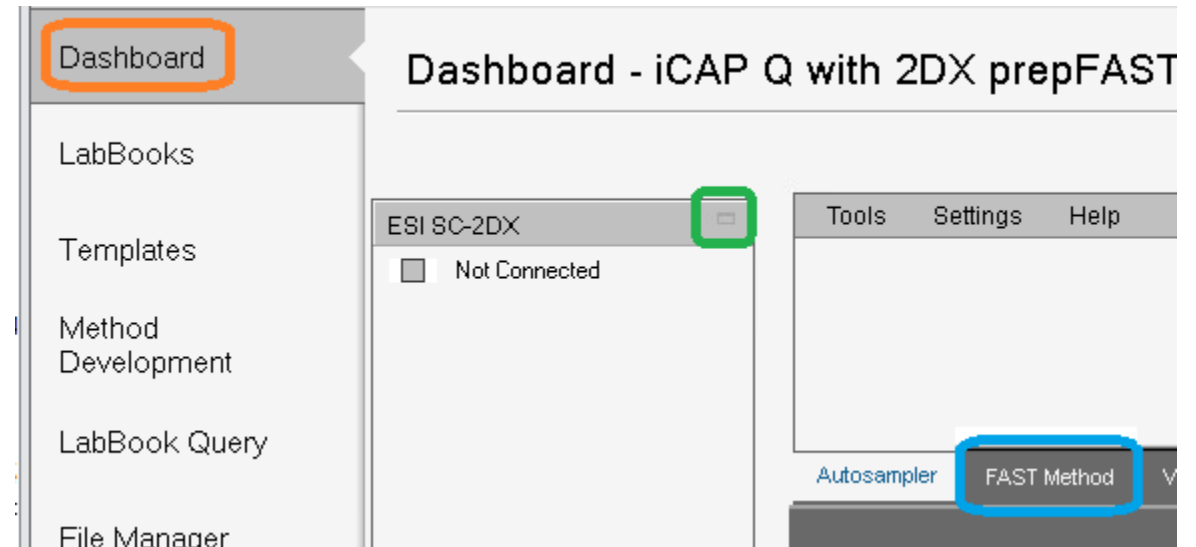 Dashboard
Dashboard - iCAP Q with 2DX prepFAST
LabBooks
Templates
Method
Development
LabBook Query
File Manager
ESI SC-2DX
Not Connected
Tools Settings Help
Autosampler FAST Method